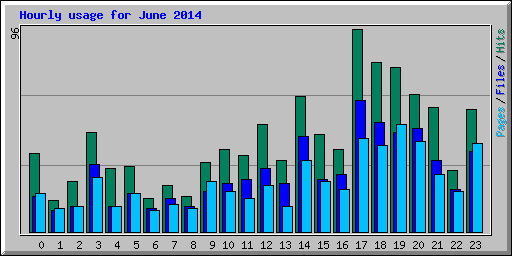 Hourly usage for June 2014
96
Pages / Files / Hits
0 1 2 3 4 5 6 7 8 9 10 11 12 13 14 15 16 17 18 19 20 21 22 23